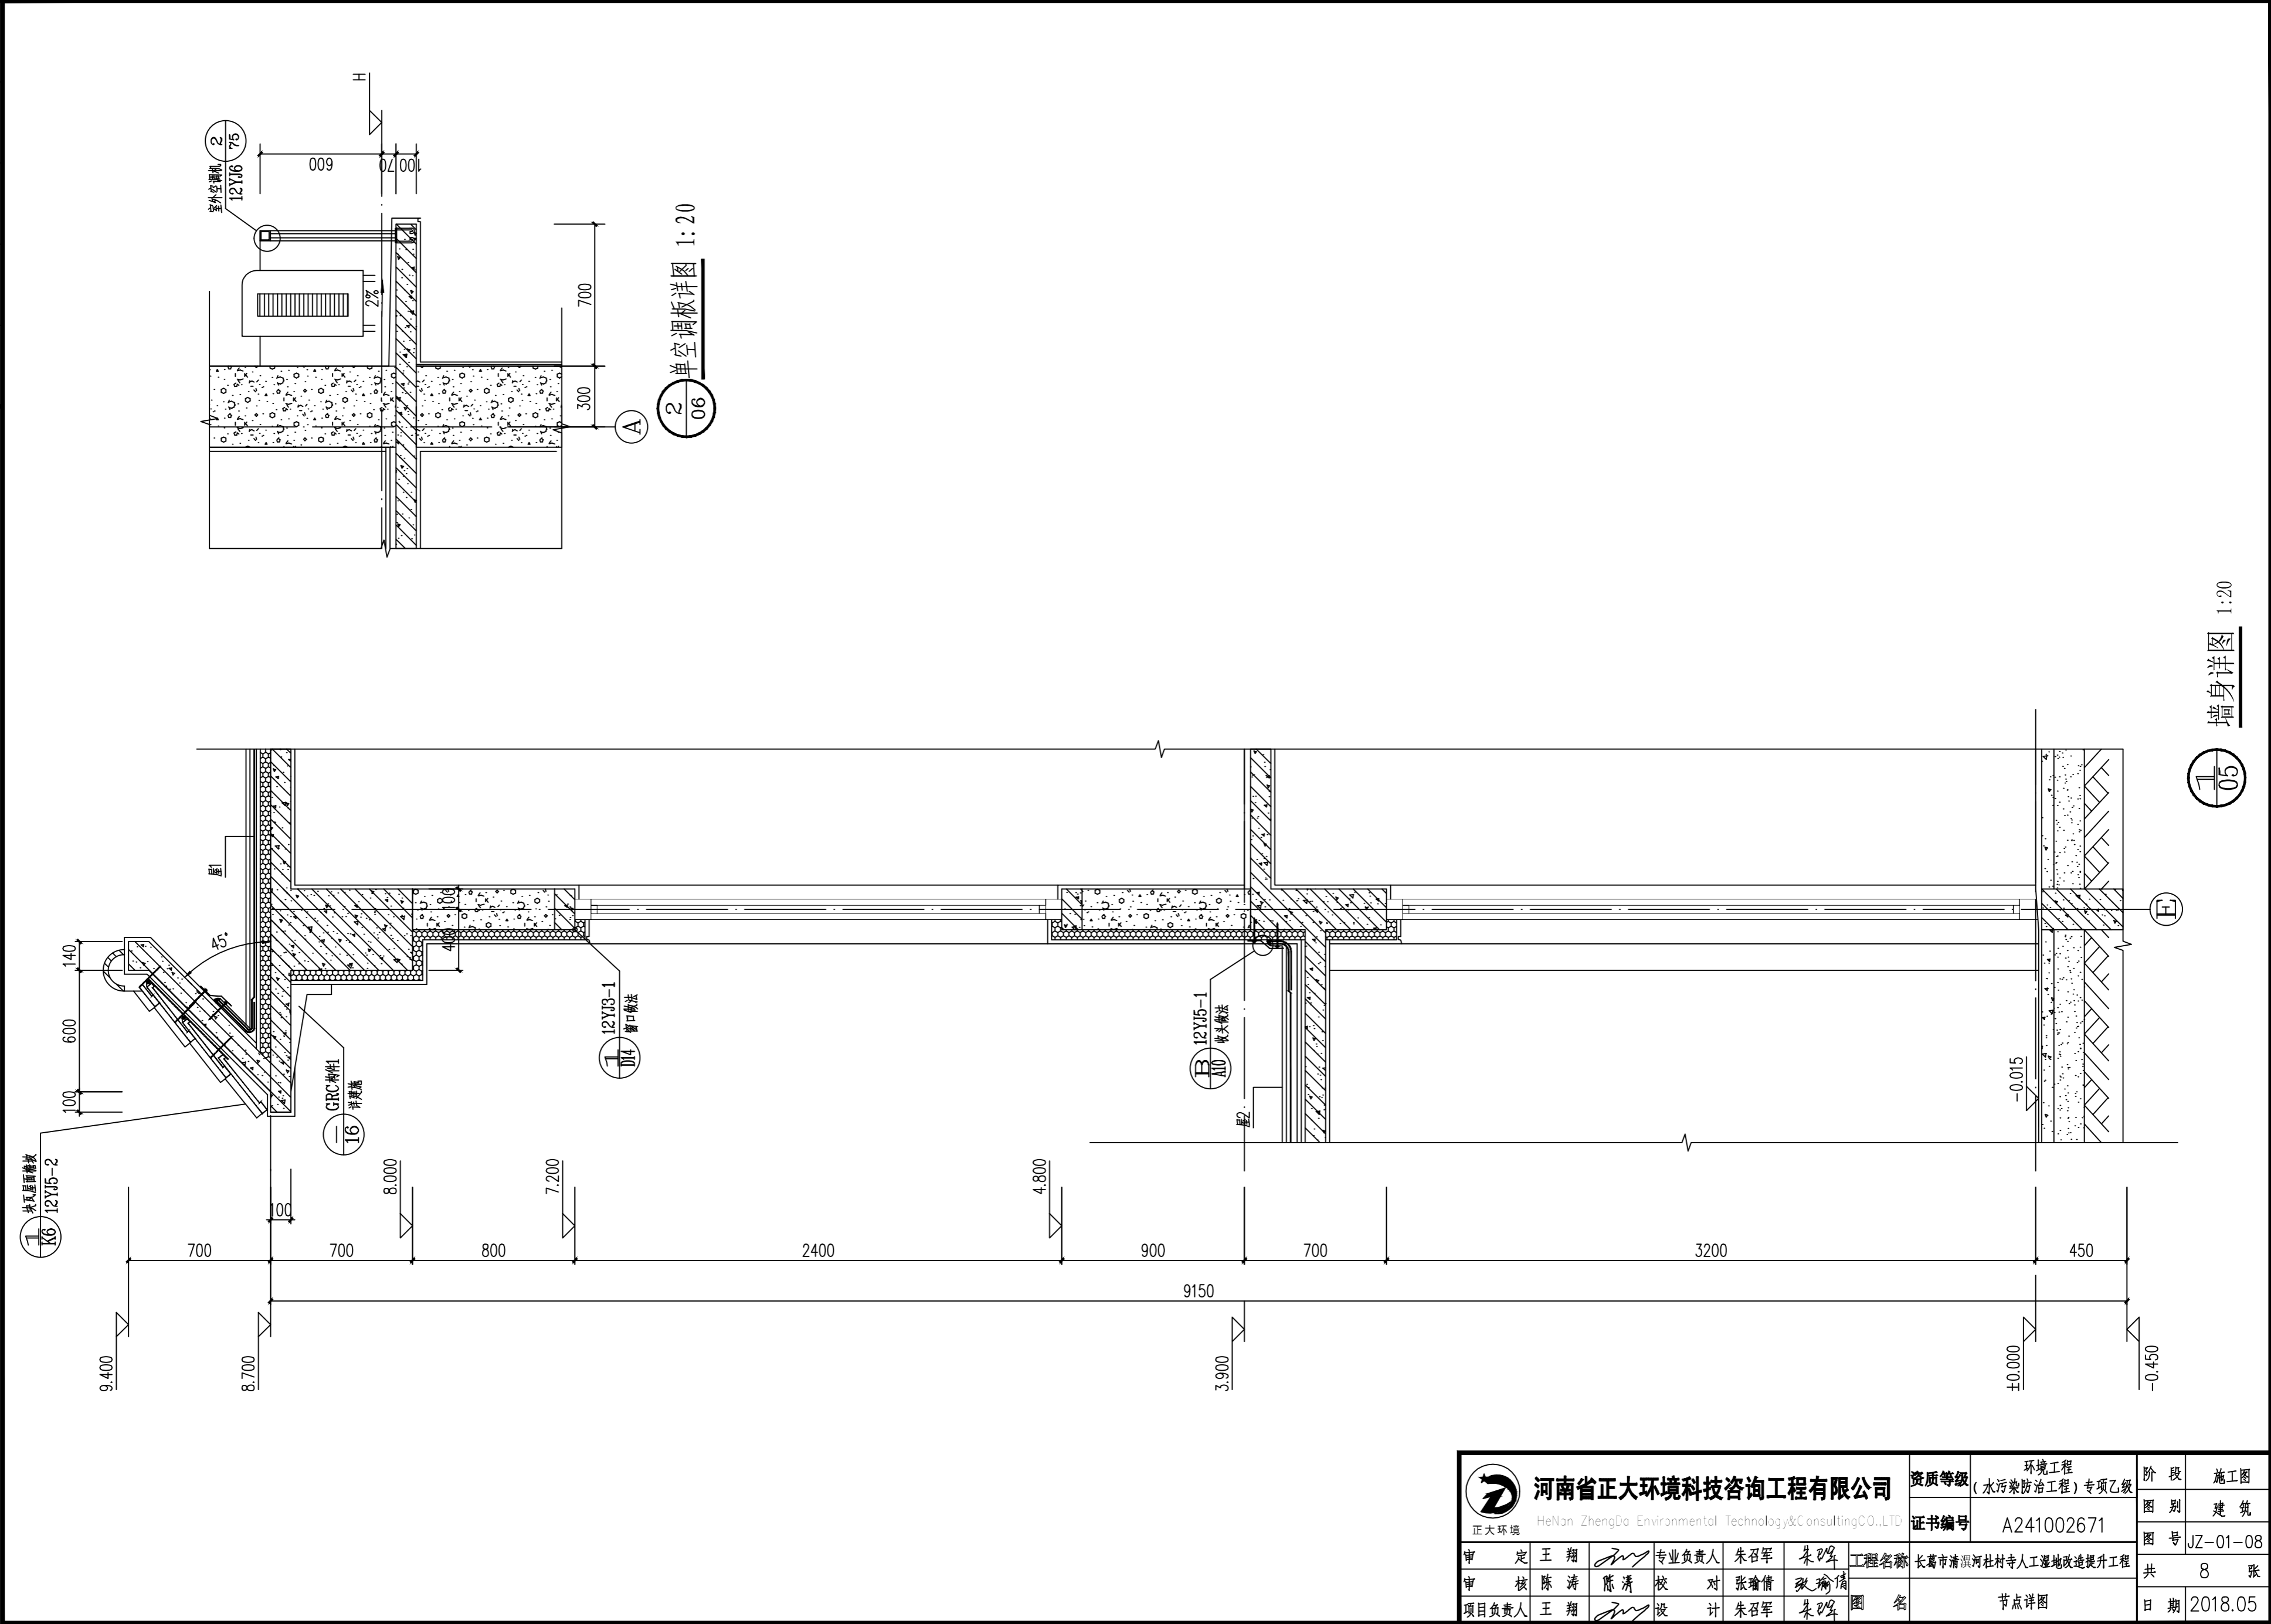 H
2
75
室外空调机
12YJ6
600
70
100
2%
700
300
A
2
06
单空调板详图 1:20
墙身详图 1:20
1
05
屋1
45°
140
600
100
100
400
1
K6
块瓦屋面檐披
12YJ5-2
GRC构件1
详建施
—
16
12YJ3-1
窗口做法
1
D14
12YJ5-1
收头做法
B
A10
屋2
-0.015
E
8.000
7.200
4.800
100
700
700
800
2400
900
700
3200
450
9150
9.400
8.700
3.900
±0.000
-0.450
正大环境
河南省正大环境科技咨询工程有限公司
HeNan ZhengDa Environmental Technology&ConsultingCO.,LTD
资质等级
环境工程
(水污染防治工程)专项乙级
证书编号
A241002671
阶 段 施工图
图 别 建 筑
图 号 JZ-01-08
共 8 张
日 期 2018.05
审 定 王 翔 专业负责人 朱召军
审 核 陈 涛 校 对 张瑜倩
项目负责人 王 翔 设 计 朱召军
工程名称 长葛市清潩河杜村寺人工湿地改造提升工程
图 名 节点详图